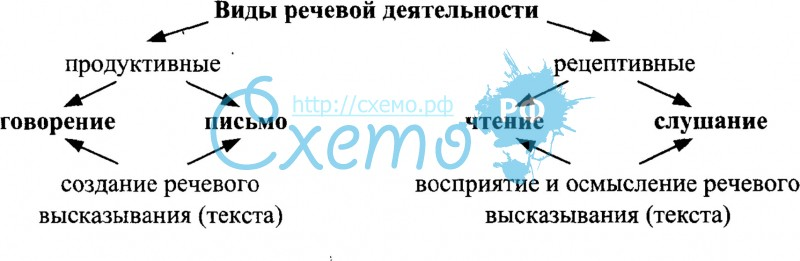 Виды речевой деятельности
продуктивные
рецептивные
http://схемо.рф
РФ
Схемо
говорение
письмо
чтение
слушание
создание речевого
высказывания (текста)
восприятие и осмысление речевого
высказывания (текста)